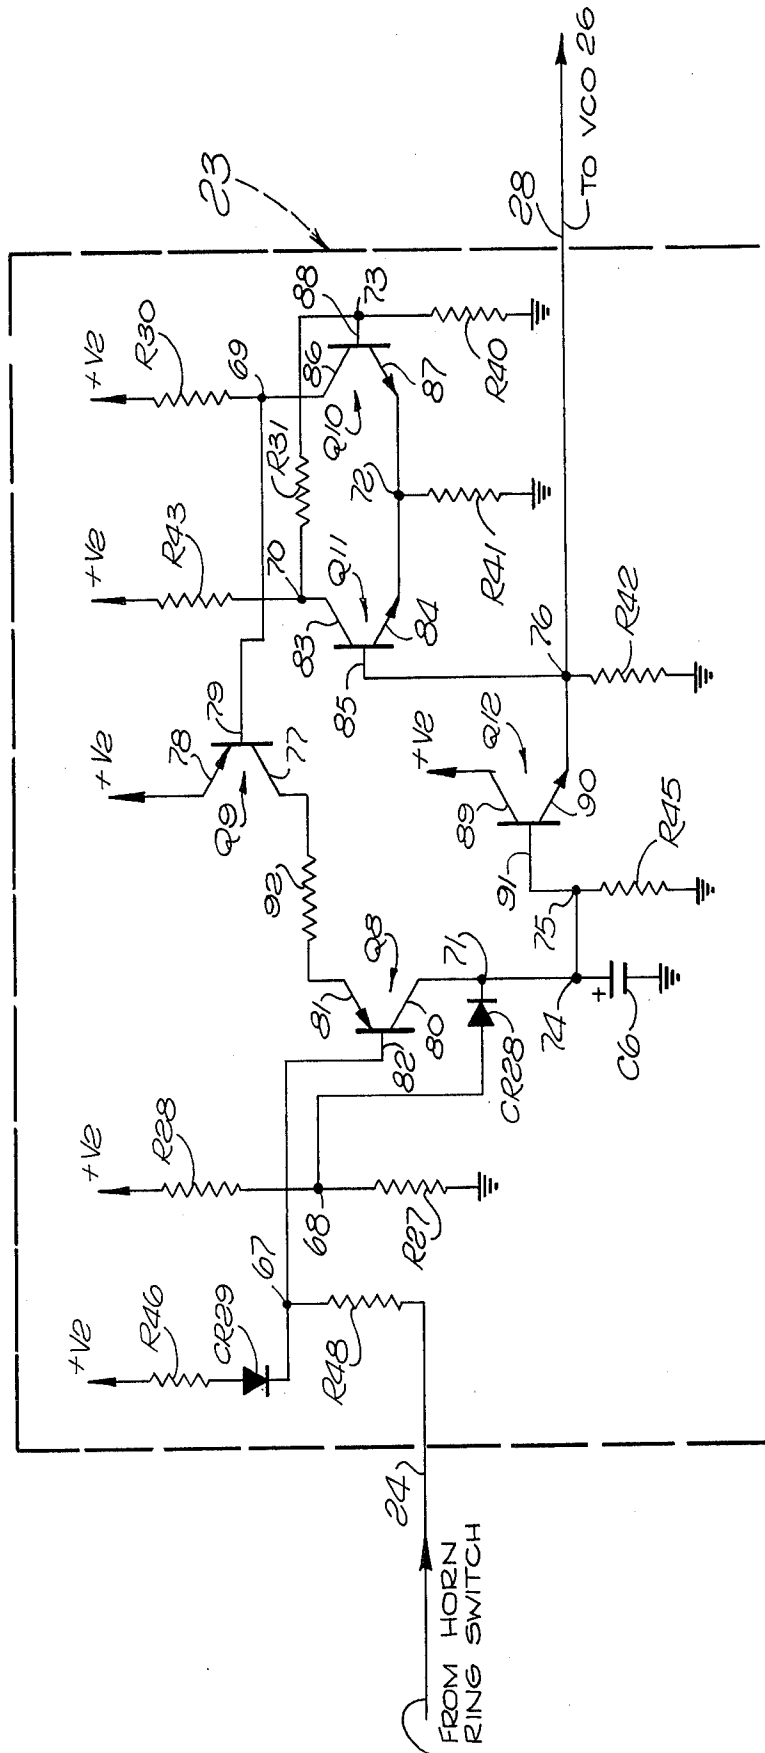 23
+V2
R46
CR29
67
R48
24
FROM HORN
RING SWITCH
+V2
R28
68
R27
82
81
Q8
80
71
CR28
74
+
C6
92
+V2
78
79
Q9
77
75
R45
91
+V2
89
Q12
90
76
R42
+V2
R43
70
83
Q11
85
84
R31
72
R41
+V2
R30
69
86
88
73
Q10
87
R40
28
TO VCO 26